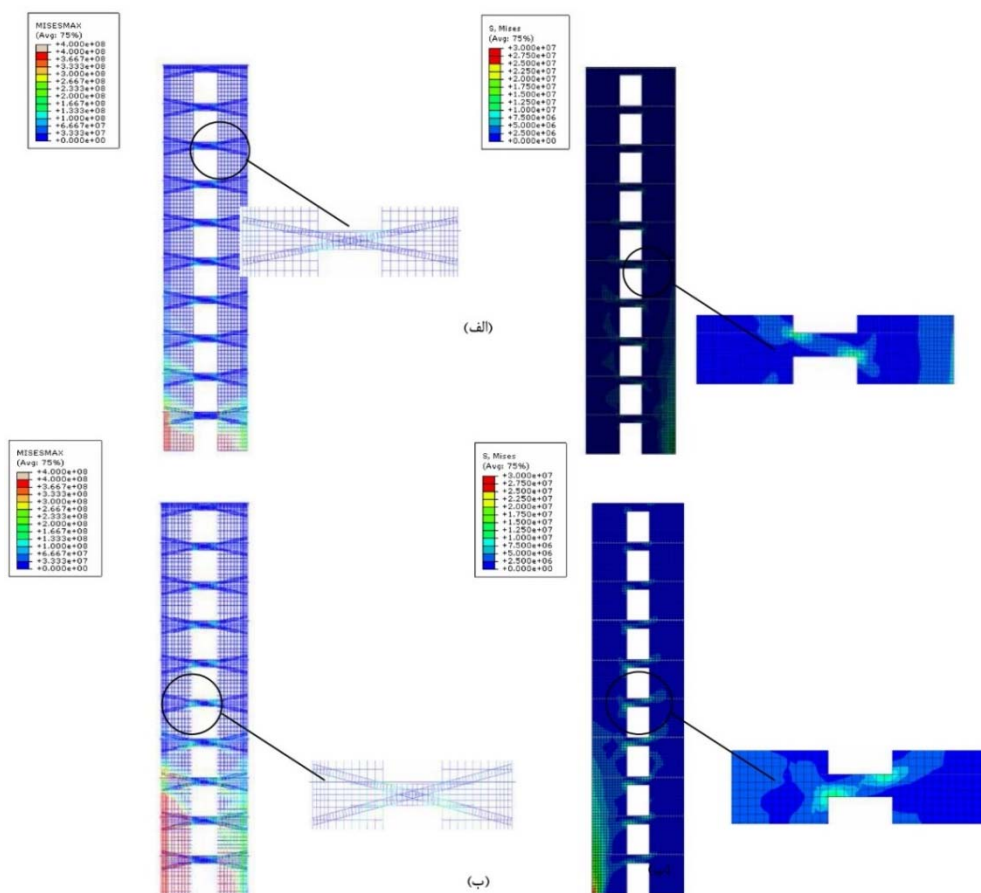 MISESMAX
(Avg: 75%)
+4.000e+08
+4.000e+08
+3.667e+08
+3.333e+08
+3.000e+08
+2.667e+08
+2.333e+08
+2.000e+08
+1.667e+08
+1.333e+08
+1.000e+08
+6.667e+07
+3.333e+07
+0.000e+00
S, Mises
(Avg: 75%)
+3.000e+07
+2.750e+07
+2.500e+07
+2.250e+07
+2.000e+07
+1.750e+07
+1.500e+07
+1.250e+07
+1.000e+07
+7.500e+06
+5.000e+06
+2.500e+06
+0.000e+00
(الف)
MISESMAX
(Avg: 75%)
+4.000e+08
+4.000e+08
+3.667e+08
+3.333e+08
+3.000e+08
+2.667e+08
+2.333e+08
+2.000e+08
+1.667e+08
+1.333e+08
+1.000e+08
+6.667e+07
+3.333e+07
+0.000e+00
S, Mises
(Avg: 75%)
+3.000e+07
+2.750e+07
+2.500e+07
+2.250e+07
+2.000e+07
+1.750e+07
+1.500e+07
+1.250e+07
+1.000e+07
+7.500e+06
+5.000e+06
+2.500e+06
+0.000e+00
(ب)